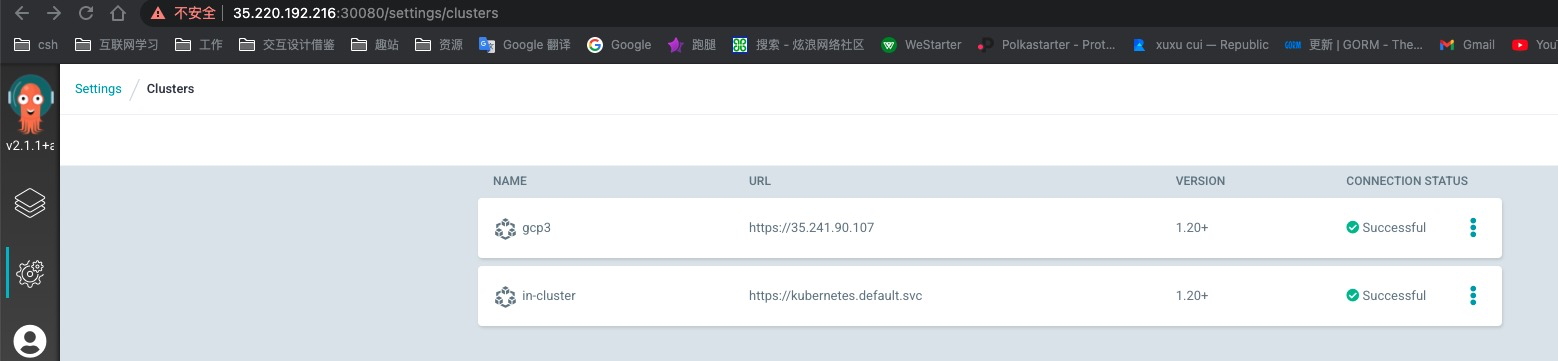 不安全 | 35.220.192.216:30080/settings/clusters
csh 互联网学习 工作 交互设计借鉴 趣站 资源 Google 翻译 Google 跑腿 搜索 - 炫浪网络社区 WeStarter Polkastarter - Prot... xuxu cui — Republic GORM 更新 | GORM - The... Gmail YouT
Settings / Clusters
v2.1.1+a
NAME URL VERSION CONNECTION STATUS
gcp3 https://35.241.90.107 1.20+ Successful
in-cluster https://kubernetes.default.svc 1.20+ Successful